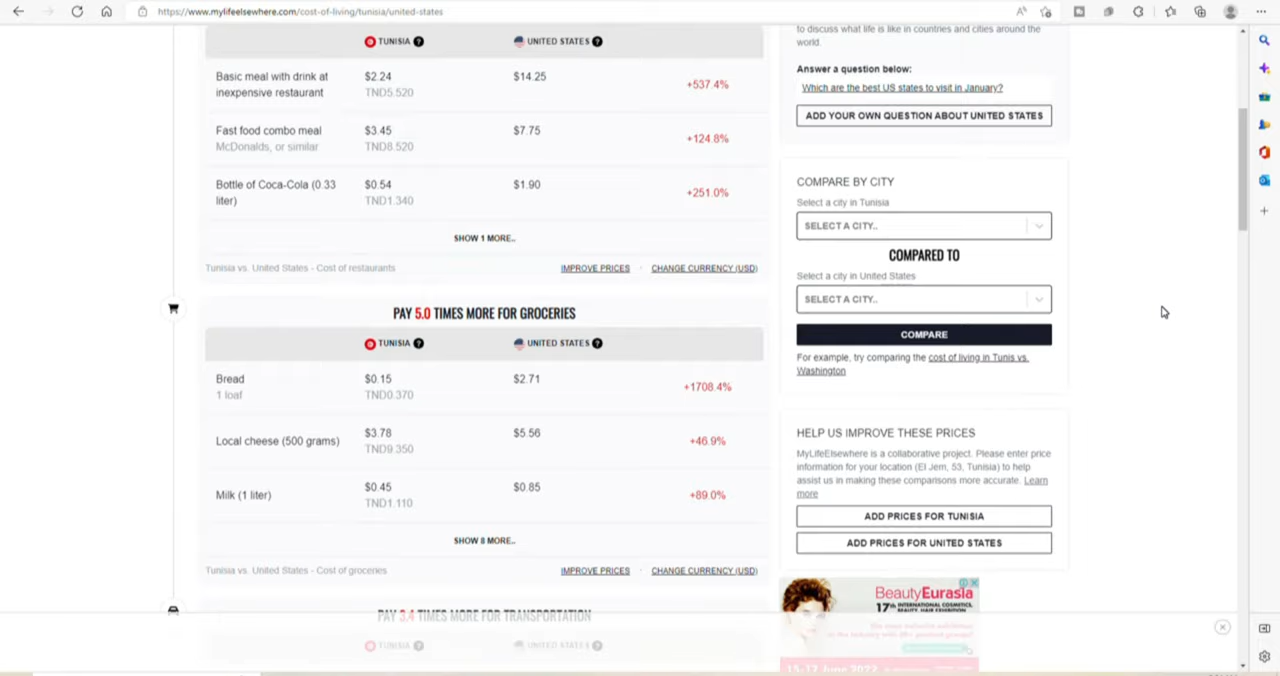 https://www.mylifeelsewhere.com/cost-of-living/tunisia/united-states
TUNISIA ? UNITED STATES ?
Basic meal with drink at
inexpensive restaurant
$2.24
TND5.520
$14.25
+537.4%
Fast food combo meal
McDonalds, or similar
$3.45
TND8.520
$7.75
+124.8%
Bottle of Coca-Cola (0.33
liter)
$0.54
TND1.340
$1.90
+251.0%
SHOW 1 MORE..
Tunisia vs. United States - Cost of restaurants
IMPROVE PRICES · CHANGE CURRENCY (USD)
PAY 5.0 TIMES MORE FOR GROCERIES
TUNISIA ? UNITED STATES ?
Bread
1 loaf
$0.15
TND0.370
$2.71
+1708.4%
Local cheese (500 grams)
$3.78
TND9.350
$5.56
+46.9%
Milk (1 liter)
$0.45
TND1.110
$0.85
+89.0%
SHOW 8 MORE..
Tunisia vs. United States - Cost of groceries
IMPROVE PRICES · CHANGE CURRENCY (USD)
PAY 3.4 TIMES MORE FOR TRANSPORTATION
TUNISIA ? UNITED STATES ?
to discuss what life is like in countries and cities around the
world.
Answer a question below:
Which are the best US states to visit in January?
ADD YOUR OWN QUESTION ABOUT UNITED STATES
COMPARE BY CITY
Select a city in Tunisia
SELECT A CITY..
COMPARED TO
Select a city in United States
SELECT A CITY..
COMPARE
For example, try comparing the cost of living in Tunis vs.
Washington
HELP US IMPROVE THESE PRICES
MyLifeElsewhere is a collaborative project. Please enter price
information for your location (El Jem, 53, Tunisia) to help
assist us in making these comparisons more accurate. Learn
more
ADD PRICES FOR TUNISIA
ADD PRICES FOR UNITED STATES
BeautyEurasia
17th INTERNATIONAL COSMETICS,
BEAUTY, HAIR EXHIBITION